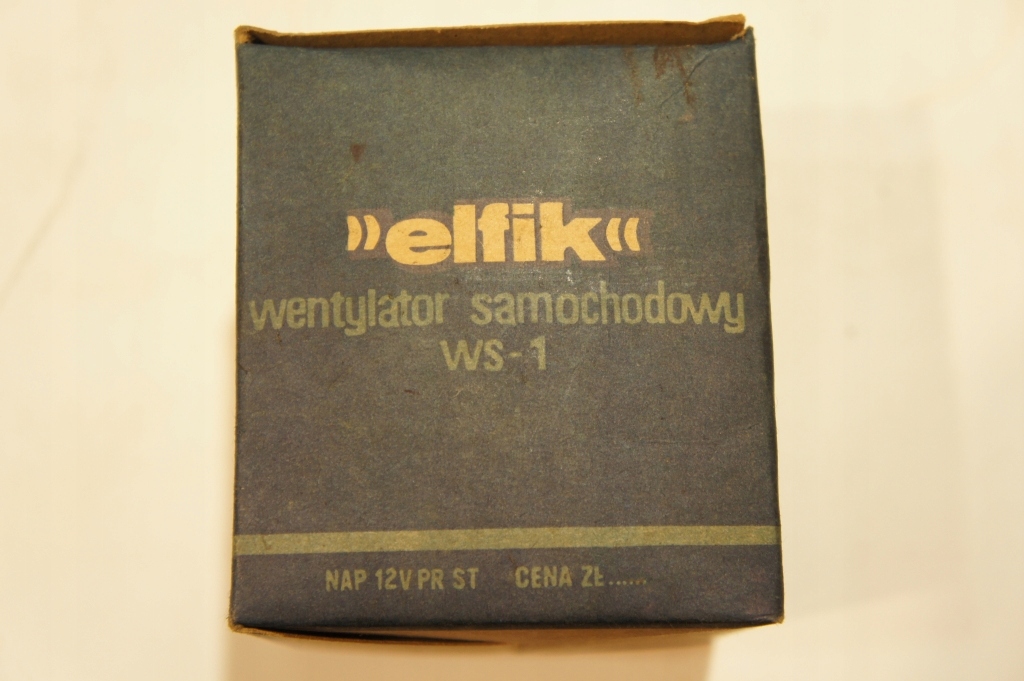 »elfik«
wentylator samochodowy
WS-1
NAP 12V PR ST CENA ZŁ......